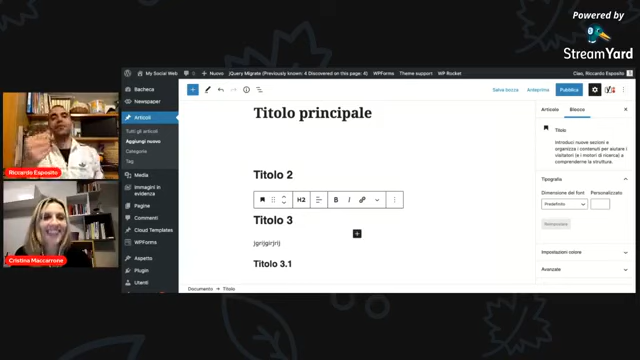 Powered by
StreamYard
My Social Web
Nuovo
jQuery Migrate (Previously known: 4 Discovered on this page: 4)
WPForms
Theme support
WP Rocket
Ciao, Riccardo Esposito
Salva bozza
Anteprima
Pubblica
Bacheca
Newspaper
Articoli
Tutti gli articoli
Aggiungi nuovo
Categorie
Tag
Media
Immagini in
evidenza
Pagine
Commenti
Cloud Templates
WPForms
Aspetto
Plugin
Utenti
Riccardo Esposito
Cristina Maccarrone
Titolo principale
Titolo 2
H2
B
I
Titolo 3
jgrijgirjrij
Titolo 3.1
Documento → Titolo
Articolo
Blocco
Titolo
Introduci nuove sezioni e
organizza i contenuti per aiutare i
visitatori (e i motori di ricerca) a
comprenderne la struttura.
Tipografia
Dimensione del font
Personalizzato
Predefinito
Reimpostare
Impostazioni colore
Avanzate